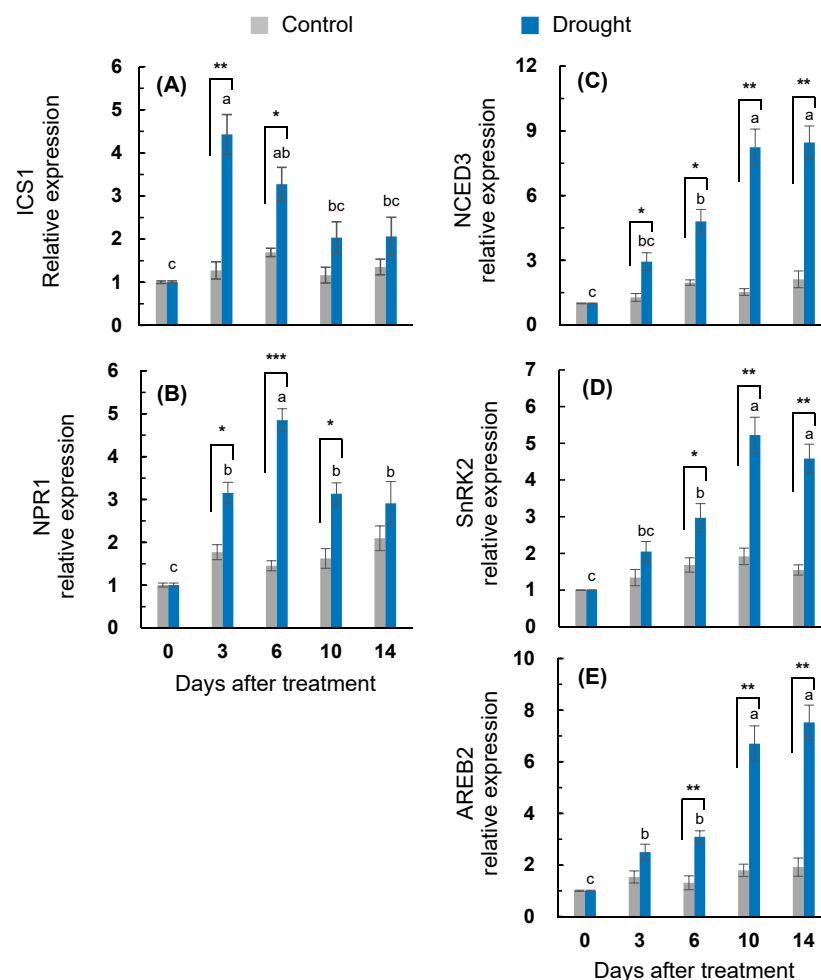 Control Drought
(A)
ICS1
Relative expression
6
5
4
3
2
1
0
c
**
a
*
ab
bc
bc
(B)
NPR1
relative expression
6
5
4
3
2
1
0
c
*
b
***
a
*
b
b
0 3 6 10 14
Days after treatment
(C)
NCED3
relative expression
12
9
6
3
0
c
*
bc
*
b
**
a
**
a
(D)
SnRK2
relative expression
7
6
5
4
3
2
1
0
c
bc
*
b
**
a
**
a
(E)
AREB2
relative expression
10
8
6
4
2
0
c
b
**
b
**
a
**
a
0 3 6 10 14
Days after treatment